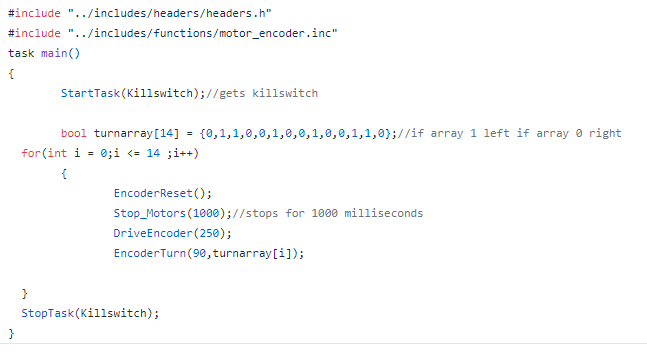 #include "../includes/headers/headers.h"
#include "../includes/functions/motor_encoder.inc"
task main()
{
StartTask(Killswitch);//gets killswitch
bool turnarray[14] = {0,1,1,0,0,1,0,0,1,0,0,1,1,0};//if array 1 left if array 0 right
for(int i = 0;i <= 14 ;i++)
{
EncoderReset();
Stop_Motors(1000);//stops for 1000 milliseconds
DriveEncoder(250);
EncoderTurn(90,turnarray[i]);
}
StopTask(Killswitch);
}